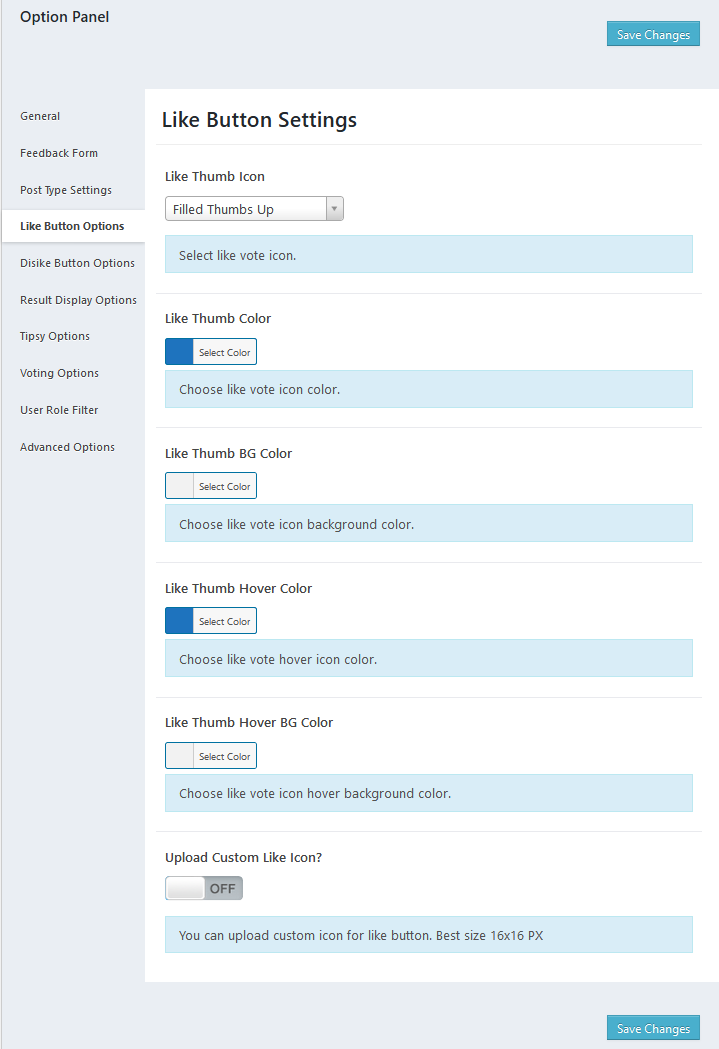 Option Panel
Save Changes
General
Feedback Form
Post Type Settings
Like Button Options
Disike Button Options
Result Display Options
Tipsy Options
Voting Options
User Role Filter
Advanced Options
Like Button Settings
Like Thumb Icon
Filled Thumbs Up
Select like vote icon.
Like Thumb Color
Select Color
Choose like vote icon color.
Like Thumb BG Color
Select Color
Choose like vote icon background color.
Like Thumb Hover Color
Select Color
Choose like vote hover icon color.
Like Thumb Hover BG Color
Select Color
Choose like vote icon hover background color.
Upload Custom Like Icon?
OFF
You can upload custom icon for like button. Best size 16x16 PX
Save Changes